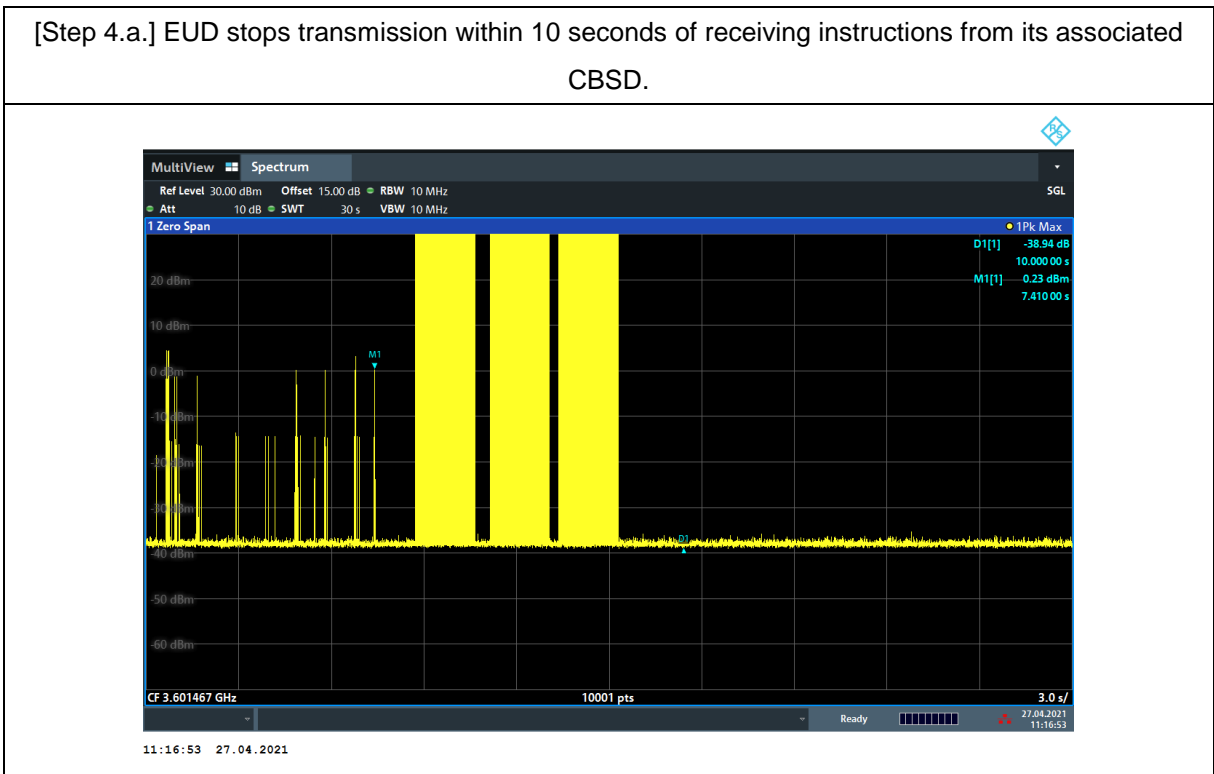 [Step 4.a.] EUD stops transmission within 10 seconds of receiving instructions from its associated
CBSD.
R&S
MultiView Spectrum
Ref Level 30.00 dBm Offset 15.00 dB RBW 10 MHz SGL
Att 10 dB SWT 30 s VBW 10 MHz
1 Zero Span 1Pk Max
D1[1] -38.94 dB
10.000 00 s
20 dBm M1[1] 0.23 dBm
7.410 00 s
10 dBm
M1
0 dBm
-10 dBm
-20 dBm
-30 dBm
D1
-40 dBm
-50 dBm
-60 dBm
CF 3.601467 GHz 10001 pts 3.0 s/
Ready 27.04.2021
11:16:53
11:16:53 27.04.2021